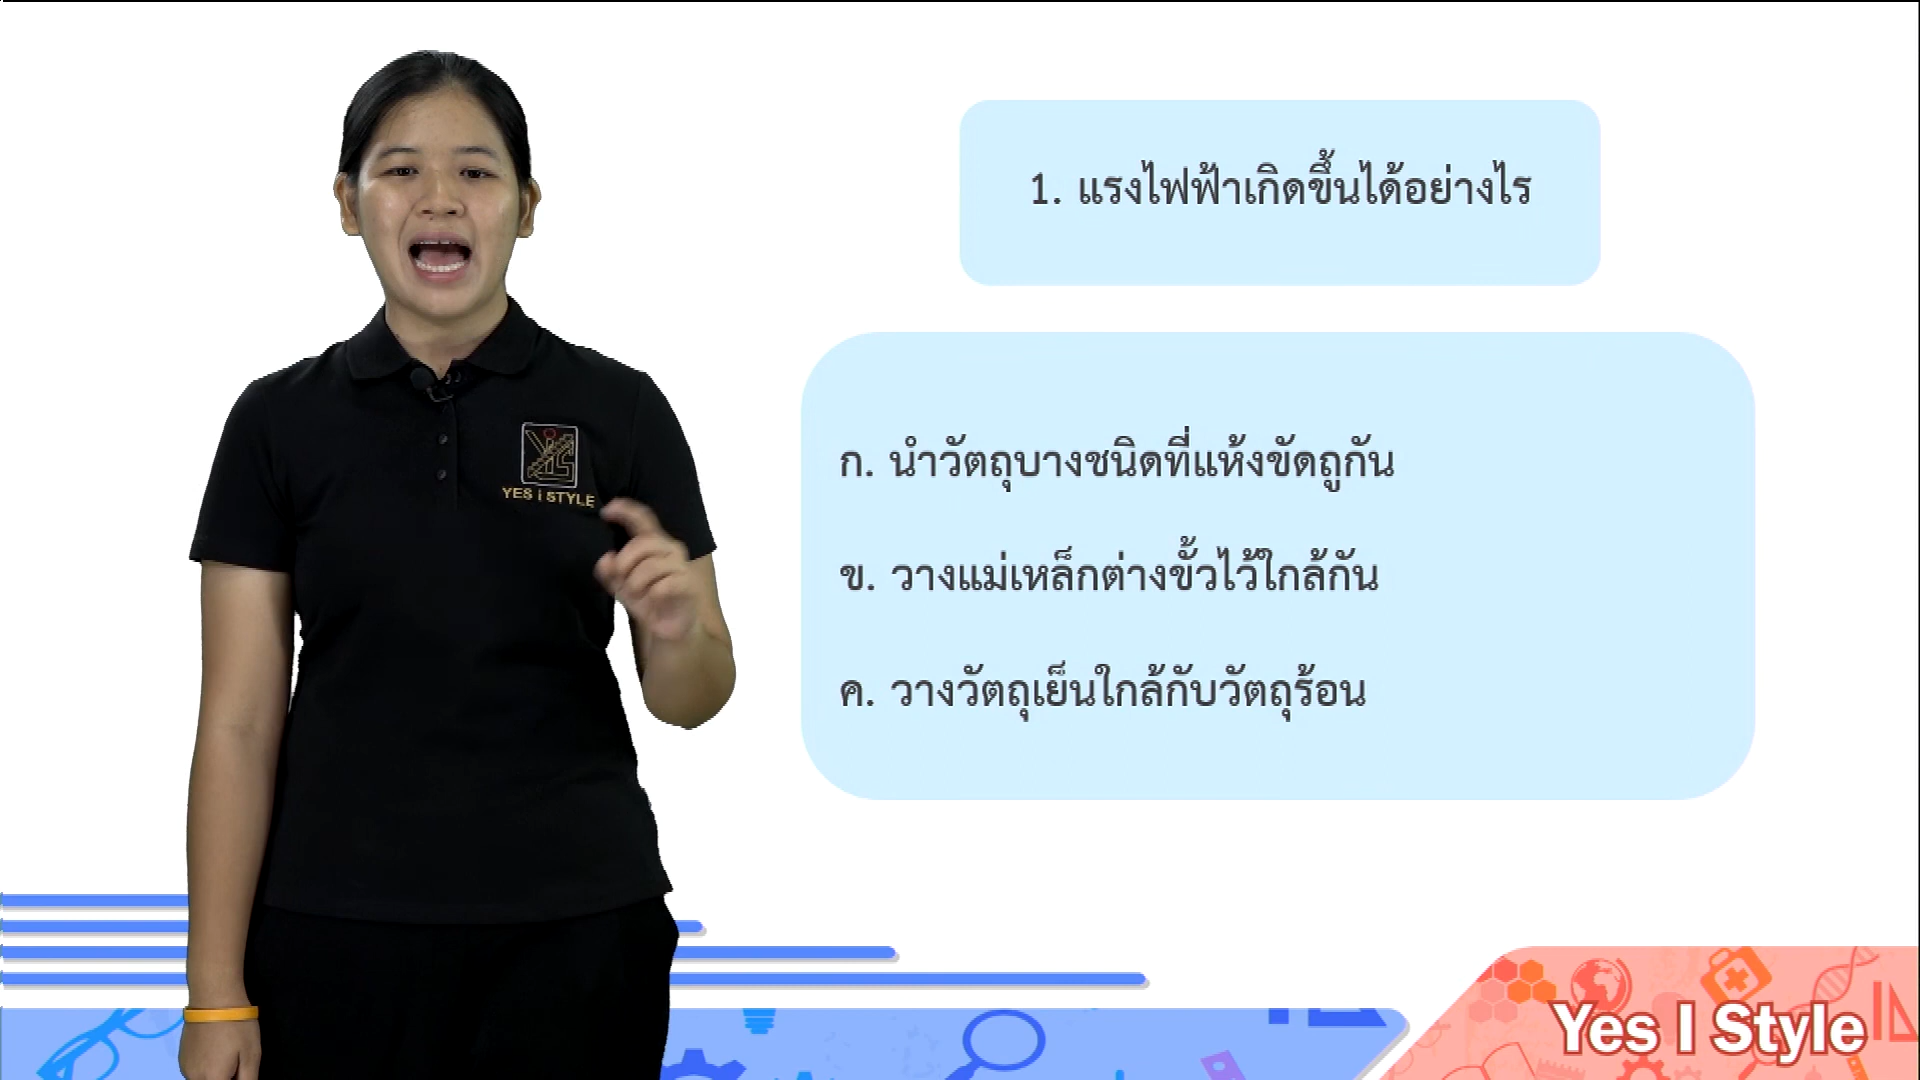 1. แรงไฟฟ้าเกิดขึ้นได้อย่างไร
ก. นำวัตถุบางชนิดที่แห้งขัดถูกัน
ข. วางแม่เหล็กต่างขั้วไว้ใกล้กัน
ค. วางวัตถุเย็นใกล้กับวัตถุร้อน
YES i STYLE
Yes I Style